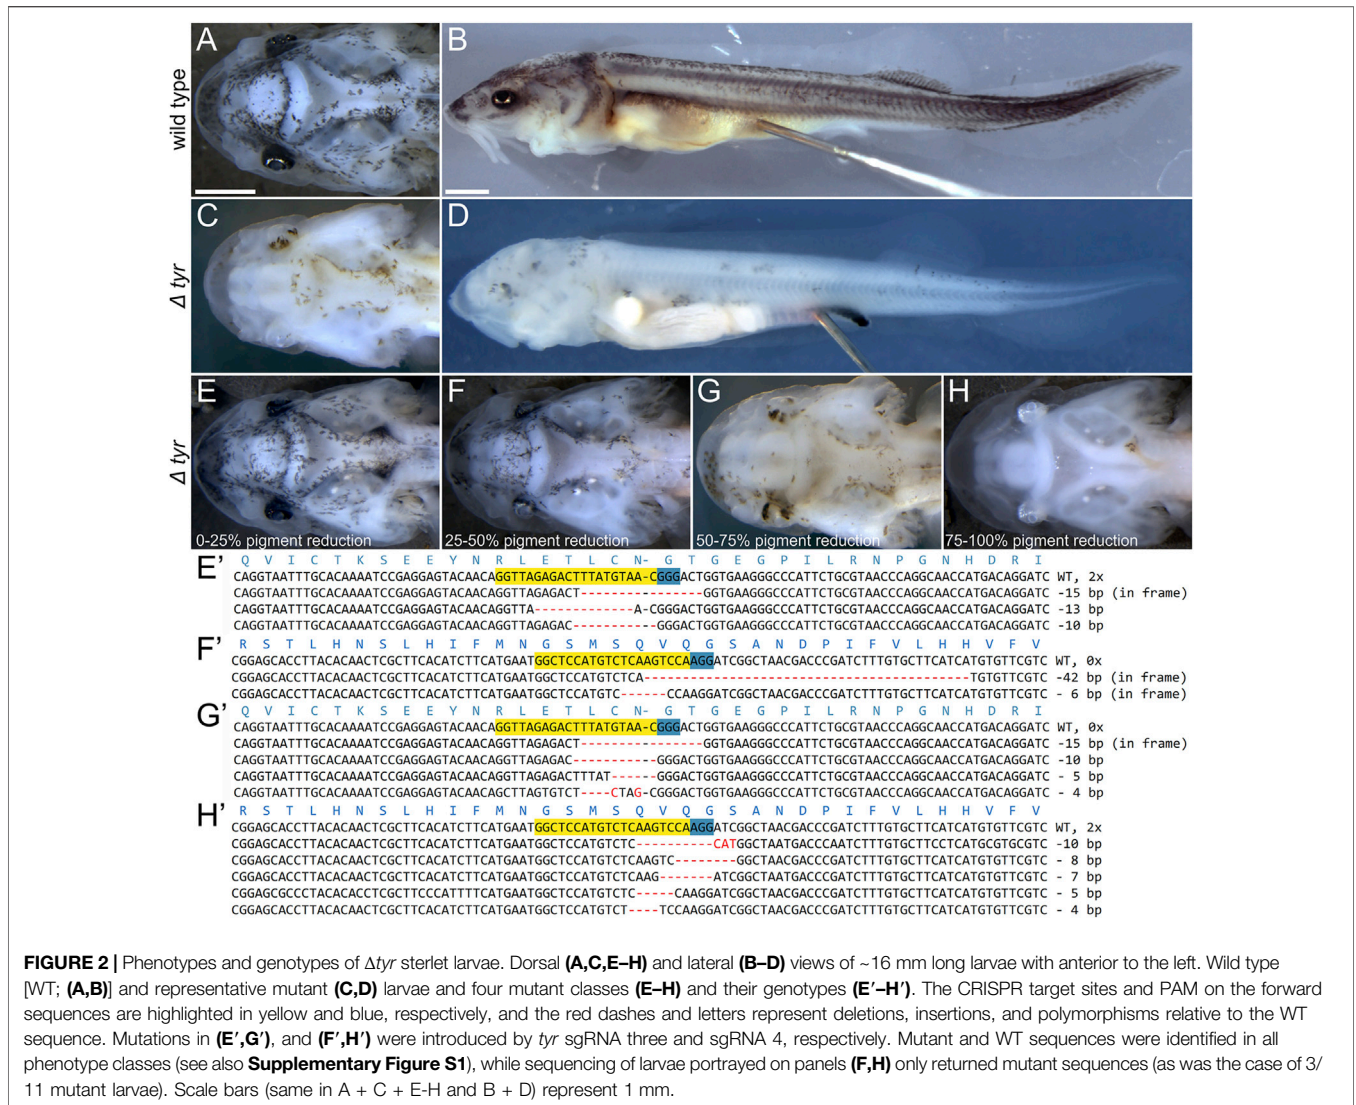 A
B
wild type
C
D
Δ tyr
E
F
G
H
Δ tyr
0-25% pigment reduction
25-50% pigment reduction
50-75% pigment reduction
75-100% pigment reduction
E'
Q V I C T K S E E Y N R L E T L C N- G T G E G P I L R N P G N H D R I
CAGGTAATTTGCACAAAATCCGAGGAGTACAACAGGTTAGAGACTTTATGTAA-CGGGACTGGTGAAGGGCCCATTCTGCGTAACCCAGGCAACCATGACAGGATC WT, 2x
CAGGTAATTTGCACAAAATCCGAGGAGTACAACAGGTTAGAGACT----------------GGTGAAGGGCCCATTCTGCGTAACCCAGGCAACCATGACAGGATC -15 bp (in frame)
CAGGTAATTTGCACAAAATCCGAGGAGTACAACAGGTTA-------------A-CGGGACTGGTGAAGGGCCCATTCTGCGTAACCCAGGCAACCATGACAGGATC -13 bp
CAGGTAATTTGCACAAAATCCGAGGAGTACAACAGGTTAGAGAC-----------GGGACTGGTGAAGGGCCCATTCTGCGTAACCCAGGCAACCATGACAGGATC -10 bp
F'
R S T L H N S L H I F M N G S M S Q V Q G S A N D P I F V L H H V F V
CGGAGCACCTTACACAACTCGCTTCACATCTTCATGAATGGCTCCATGTCTCAAGTCCAAGGATCGGCTAACGACCCGATCTTTGTGCTTCATCATGTGTTCGTC WT, 0x
CGGAGCACCTTACACAACTCGCTTCACATCTTCATGAATGGCTCCATGTCTCA------------------------------------------TGTGTTCGTC -42 bp (in frame)
CGGAGCACCTTACACAACTCGCTTCACATCTTCATGAATGGCTCCATGTC------CCAAGGATCGGCTAACGACCCGATCTTTGTGCTTCATCATGTGTTCGTC - 6 bp (in frame)
G'
Q V I C T K S E E Y N R L E T L C N- G T G E G P I L R N P G N H D R I
CAGGTAATTTGCACAAAATCCGAGGAGTACAACAGGTTAGAGACTTTATGTAA-CGGGACTGGTGAAGGGCCCATTCTGCGTAACCCAGGCAACCATGACAGGATC WT, 0x
CAGGTAATTTGCACAAAATCCGAGGAGTACAACAGGTTAGAGACT----------------GGTGAAGGGCCCATTCTGCGTAACCCAGGCAACCATGACAGGATC -15 bp (in frame)
CAGGTAATTTGCACAAAATCCGAGGAGTACAACAGGTTAGAGAC-----------GGGACTGGTGAAGGGCCCATTCTGCGTAACCCAGGCAACCATGACAGGATC -10 bp
CAGGTAATTTGCACAAAATCCGAGGAGTACAACAGGTTAGAGACTTTAT------GGGACTGGTGAAGGGCCCATTCTGCGTAACCCAGGCAACCATGACAGGATC - 5 bp
CAGGTAATTTGCACAAAATCCGAGGAGTACAACAGCTTAGTGTCT----CTAG-CGGGACTGGTGAAGGGCCCATTCTGCGTAACCCAGGCAACCATGACAGGATC - 4 bp
H'
R S T L H N S L H I F M N G S M S Q V Q G S A N D P I F V L H H V F V
CGGAGCACCTTACACAACTCGCTTCACATCTTCATGAATGGCTCCATGTCTCAAGTCCAAGGATCGGCTAACGACCCGATCTTTGTGCTTCATCATGTGTTCGTC WT, 2x
CGGAGCACCTTACACAACTCGCTTCACATCTTCATGAATGGCTCCATGTCTC----------CATGGCTAATGACCCAATCTTTGTGCTTCCTCATGCGTGCGTC -10 bp
CGGAGCACCTTACACAACTCGCTTCACATCTTCATGAATGGCTCCATGTCTCAAGTC--------GGCTAACGACCCGATCTTTGTGCTTCATCATGTGTTCGTC - 8 bp
CGGAGCACCTTACACAACTCGCTTCACATCTTCATGAATGGCTCCATGTCTCAAG-------ATCGGCTAACGACCCGATCTTTGTGCTTCATCATGTGTTCGTC - 7 bp
CGGAGCGCCCTACACACCTCGCTTCCCATTTTCATGAATGGCTCCATGTCTC-----CAAGGATCGGCTAACGACCCGATCTTTGTGCTTCATCATGTGTTCGTC - 5 bp
CGGAGCACCTTACACAACTCGCTTCACATCTTCATGAATGGCTCCATGTCT----TCCAAGGATCGGCTAACGACCCGATCTTTGTGCTTCATCATGTGTTCGTC - 4 bp
FIGURE 2 | Phenotypes and genotypes of Δtyr sterlet larvae. Dorsal (A,C,E–H) and lateral (B–D) views of ~16 mm long larvae with anterior to the left. Wild type
[WT; (A,B)] and representative mutant (C,D) larvae and four mutant classes (E–H) and their genotypes (E′–H′). The CRISPR target sites and PAM on the forward
sequences are highlighted in yellow and blue, respectively, and the red dashes and letters represent deletions, insertions, and polymorphisms relative to the WT
sequence. Mutations in (E′,G′), and (F′,H′) were introduced by tyr sgRNA three and sgRNA 4, respectively. Mutant and WT sequences were identified in all
phenotype classes (see also Supplementary Figure S1), while sequencing of larvae portrayed on panels (F,H) only returned mutant sequences (as was the case of 3/
11 mutant larvae). Scale bars (same in A + C + E-H and B + D) represent 1 mm.